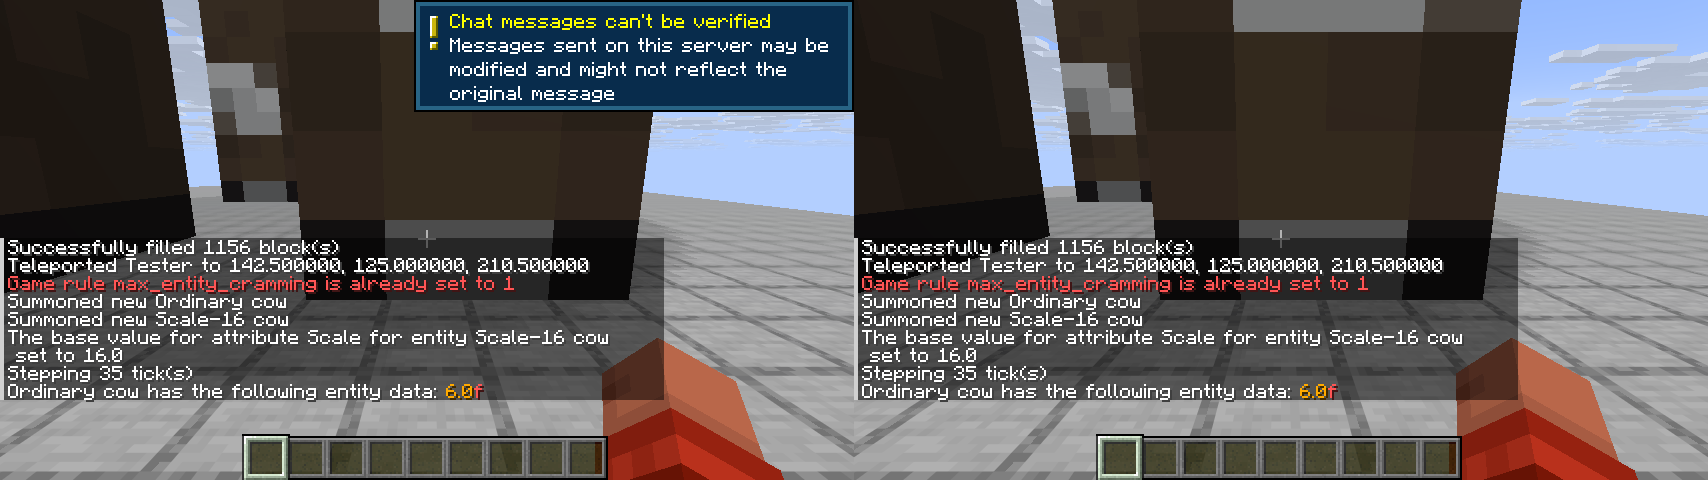 Chat messages can't be verified
Messages sent on this server may be
modified and might not reflect the
original message
Successfully filled 1156 block(s)
Teleported Tester to 142.500000, 125.000000, 210.500000
Game rule max_entity_cramming is already set to 1
Summoned new Ordinary cow
Summoned new Scale-16 cow
The base value for attribute Scale for entity Scale-16 cow
set to 16.0
Stepping 35 tick(s)
Ordinary cow has the following entity data: 6.0f
Successfully filled 1156 block(s)
Teleported Tester to 142.500000, 125.000000, 210.500000
Game rule max_entity_cramming is already set to 1
Summoned new Ordinary cow
Summoned new Scale-16 cow
The base value for attribute Scale for entity Scale-16 cow
set to 16.0
Stepping 35 tick(s)
Ordinary cow has the following entity data: 6.0f